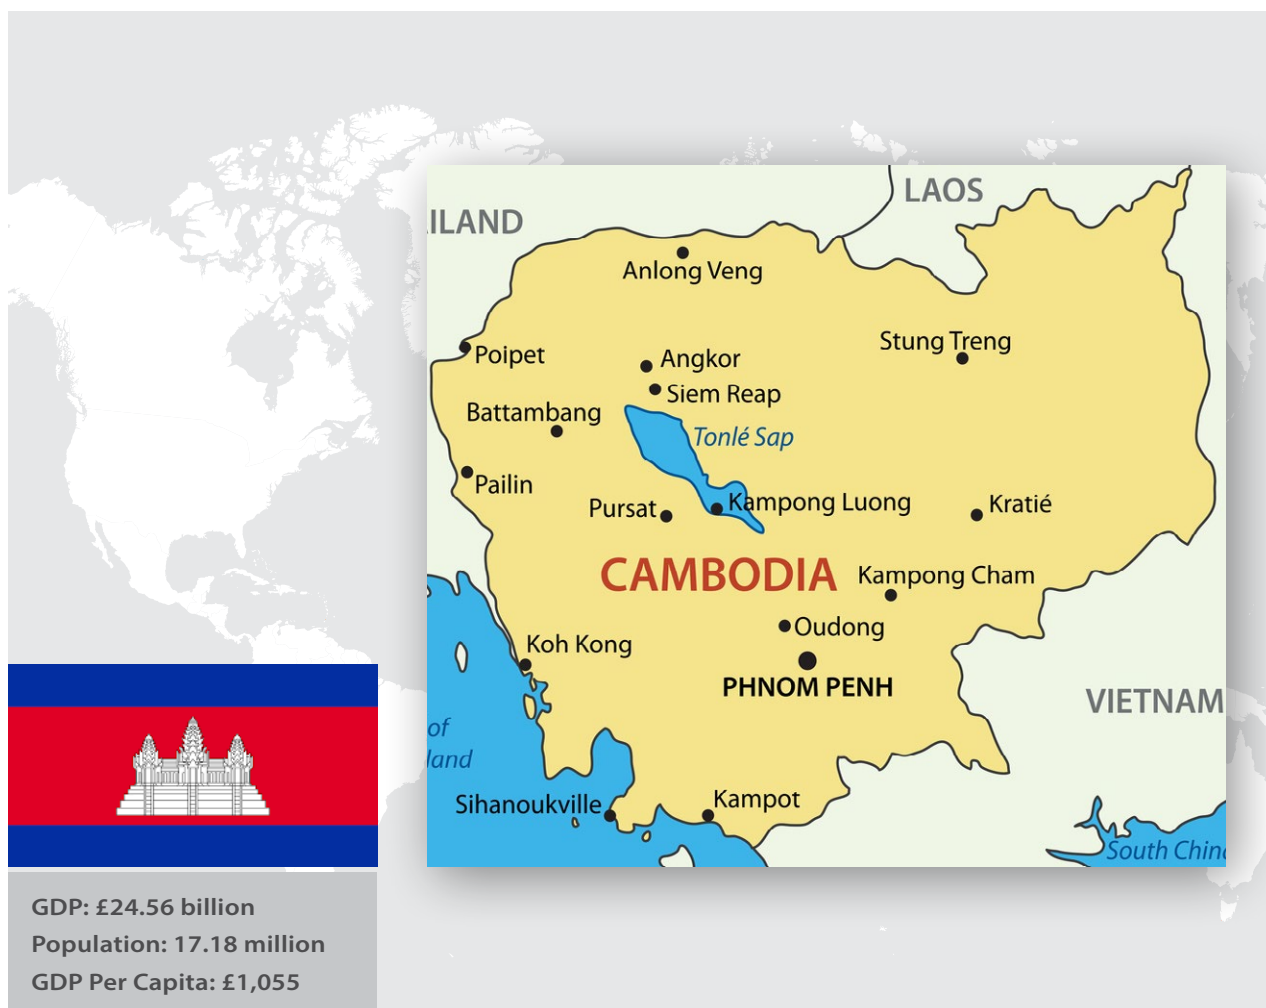 LAOS
ILAND
Anlong Veng
Stung Treng
Poipet
Angkor
Siem Reap
Battambang
Tonlé Sap
Pailin
Pursat
Kampong Luong
Kratié
CAMBODIA
Kampong Cham
Oudong
Koh Kong
PHNOM PENH
VIETNAM
of
land
Sihanoukville
Kampot
South Chin
GDP: £24.56 billion
Population: 17.18 million
GDP Per Capita: £1,055